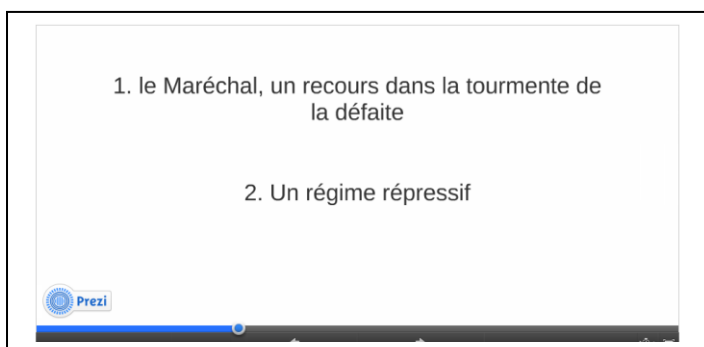 1. le Maréchal, un recours dans la tourmente de
la défaite
2. Un régime répressif
Prezi